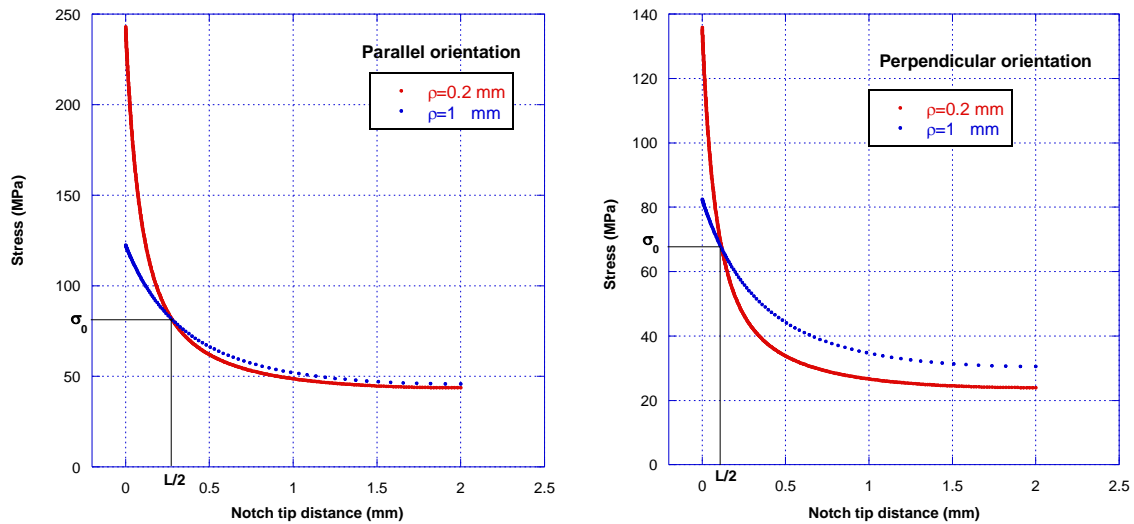 250
200
150
100
50
0
Stress (MPa)
σ0
Parallel orientation
ρ=0.2 mm
ρ=1 mm
L/2
0 0.5 1 1.5 2 2.5
Notch tip distance (mm)
140
120
100
80
60
40
20
0
Stress (MPa)
σ0
Perpendicular orientation
ρ=0.2 mm
ρ=1 mm
L/2
0 0.5 1 1.5 2 2.5
Notch tip distance (mm)